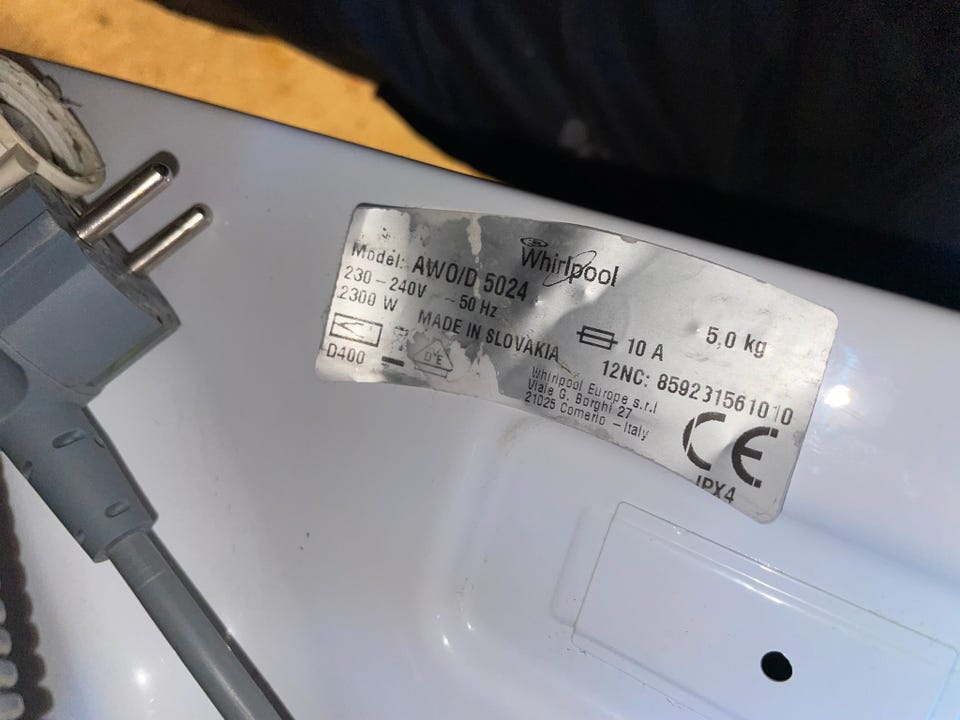 Whirlpool
Model: AWO/D 5024
230-240V ~ 50 Hz
2300 W
MADE IN SLOVAKIA
D400
DVE
10 A
5,0 kg
12NC: 859231561010
Whirlpool Europe s.r.l
Viale G. Borghi 27
21025 Comerio - Italy
CE
IPX4